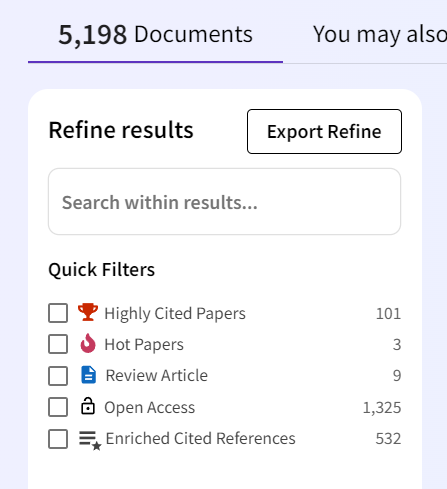 5,198 Documents
You may also
Refine results
Export Refine
Search within results...
Quick Filters
Highly Cited Papers 101
Hot Papers 3
Review Article 9
Open Access 1,325
Enriched Cited References 532